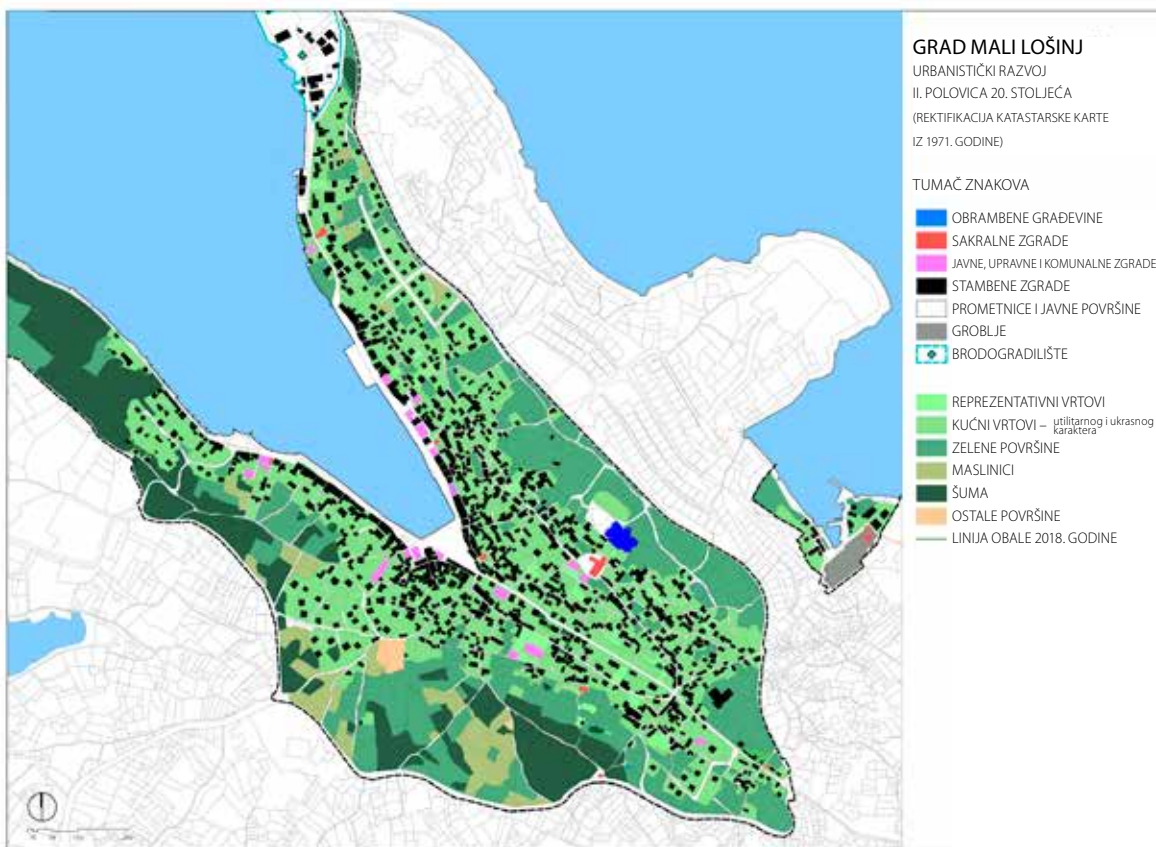 GRAD MALI LOŠINJ
URBANISTIČKI RAZVOJ
II. POLOVICA 20. STOLJEĆA
(REKTIFIKACIJA KATASTARSKE KARTE
IZ 1971. GODINE)
TUMAČ ZNAKOVA
OBRAMBENE GRAĐEVINE
SAKRALNE ZGRADE
JAVNE, UPRAVNE I KOMUNALNE ZGRADE
STAMBENE ZGRADE
PROMETNICE I JAVNE POVRŠINE
GROBLJE
BRODOGRADILIŠTE
REPREZENTATIVNI VRTOVI
KUĆNI VRTOVI – utilitarnog i ukrasnog
karaktera
ZELENE POVRŠINE
MASLINICI
ŠUMA
OSTALE POVRŠINE
LINIJA OBALE 2018. GODINE